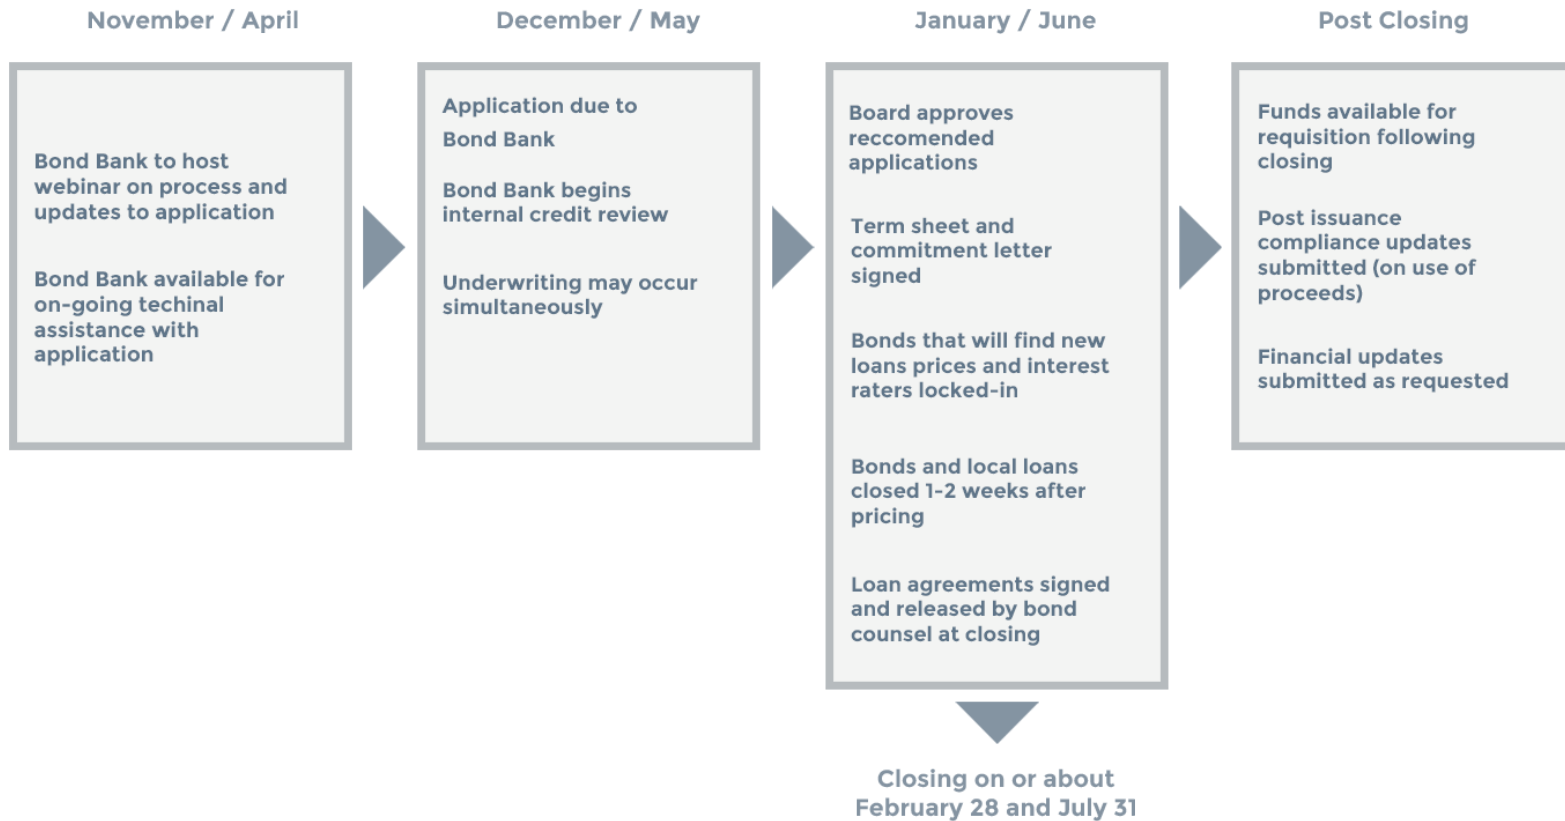 November / April
Bond Bank to host
webinar on process and
updates to application
Bond Bank available for
on-going techinal
assistance with
application
December / May
Application due to
Bond Bank
Bond Bank begins
internal credit review
Underwriting may occur
simultaneously
January / June
Board approves
reccomended
applications
Term sheet and
commitment letter
signed
Bonds that will find new
loans prices and interest
raters locked-in
Bonds and local loans
closed 1-2 weeks after
pricing
Loan agreements signed
and released by bond
counsel at closing
Closing on or about
February 28 and July 31
Post Closing
Funds available for
requisition following
closing
Post issuance
compliance updates
submitted (on use of
proceeds)
Financial updates
submitted as requested